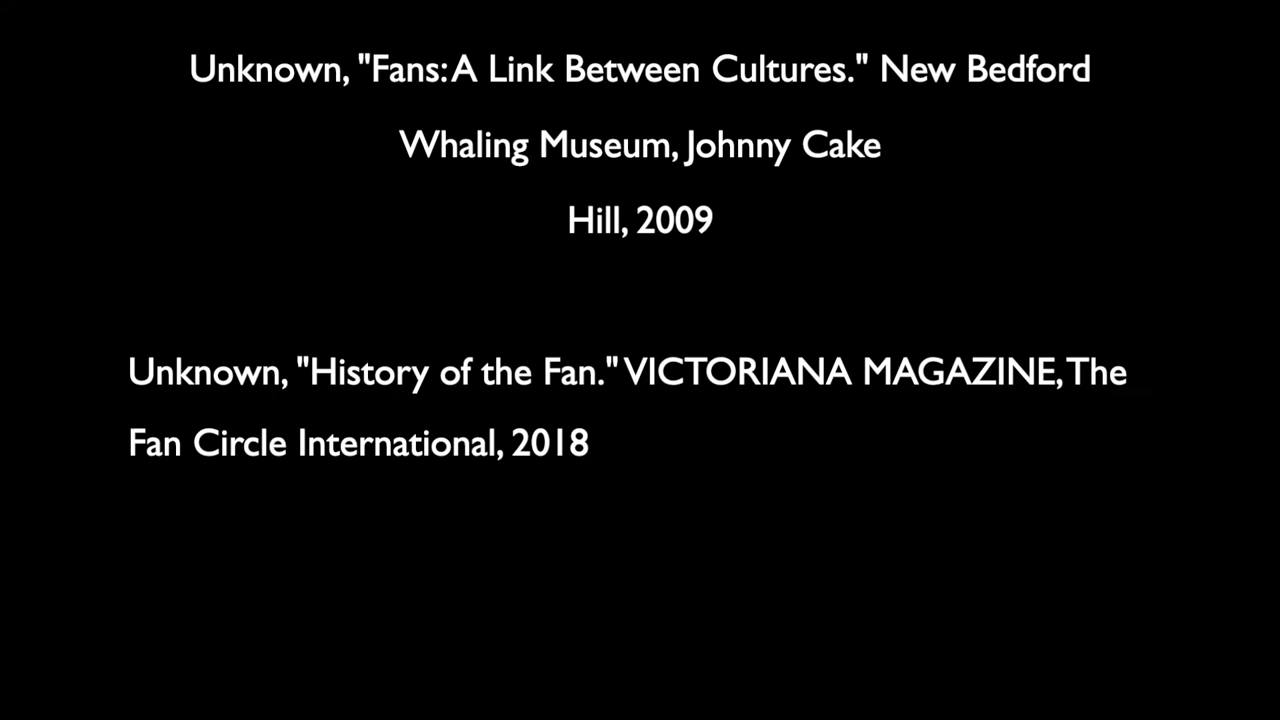 Unknown, "Fans: A Link Between Cultures." New Bedford
Whaling Museum, Johnny Cake
Hill, 2009
Unknown, "History of the Fan." VICTORIANA MAGAZINE, The
Fan Circle International, 2018